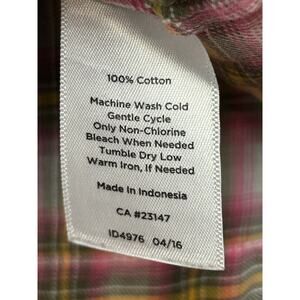 100% Cotton
Machine Wash Cold
Gentle Cycle
Only Non-Chlorine
Bleach When Needed
Tumble Dry Low
Warm Iron, If Needed
Made In Indonesia
CA #23147
ID4976 04/16